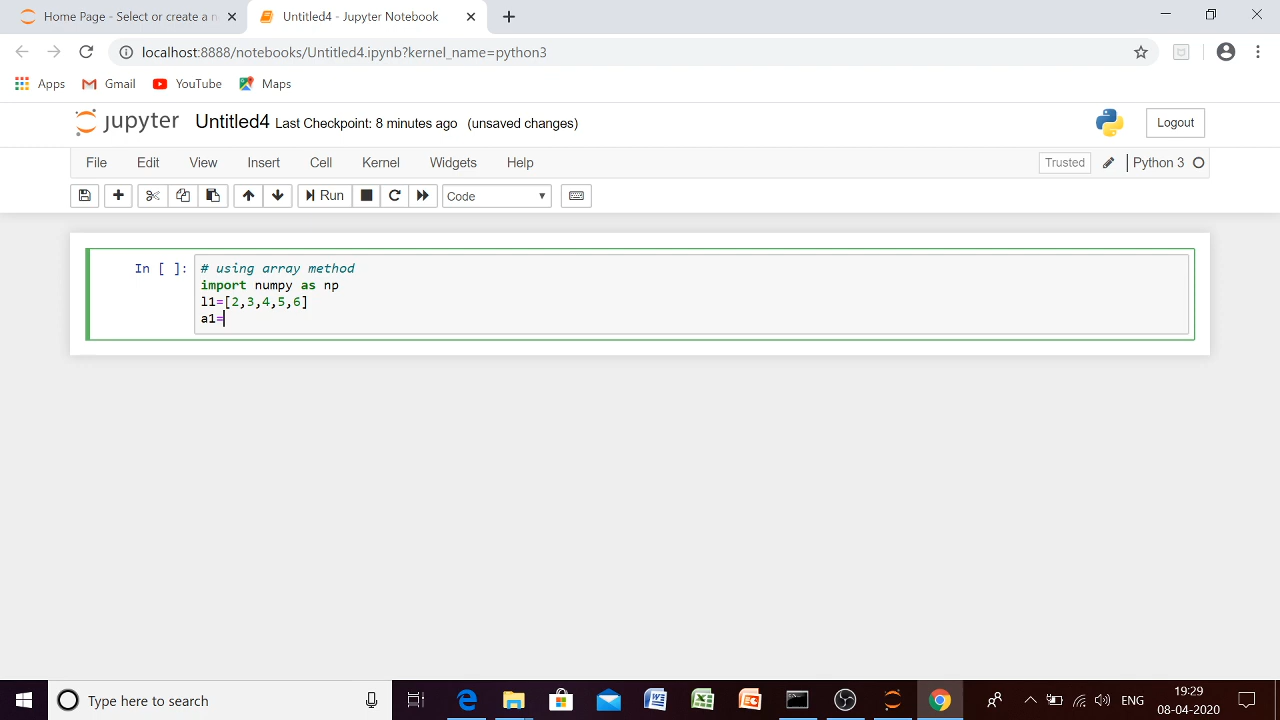 Home Page - Select or create a n
Untitled4 - Jupyter Notebook
localhost:8888/notebooks/Untitled4.ipynb?kernel_name=python3
Apps Gmail YouTube Maps
jupyter Untitled4 Last Checkpoint: 8 minutes ago (unsaved changes)
Logout
File Edit View Insert Cell Kernel Widgets Help
Trusted Python 3
Run Code
In [ ]: # using array method
import numpy as np
l1=[2,3,4,5,6]
a1=
Type here to search
ENG
19:29
08-04-2020